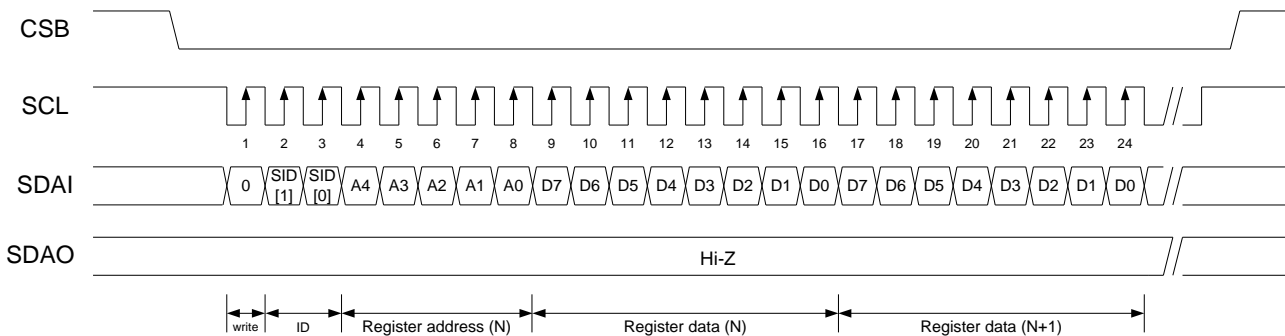 CSB
SCL
1 2 3 4 5 6 7 8 9 10 11 12 13 14 15 16 17 18 19 20 21 22 23 24
SDAI 0 SID [1] SID [0] A4 A3 A2 A1 A0 D7 D6 D5 D4 D3 D2 D1 D0 D7 D6 D5 D4 D3 D2 D1 D0
SDAO Hi-Z
write ID Register address (N) Register data (N) Register data (N+1)